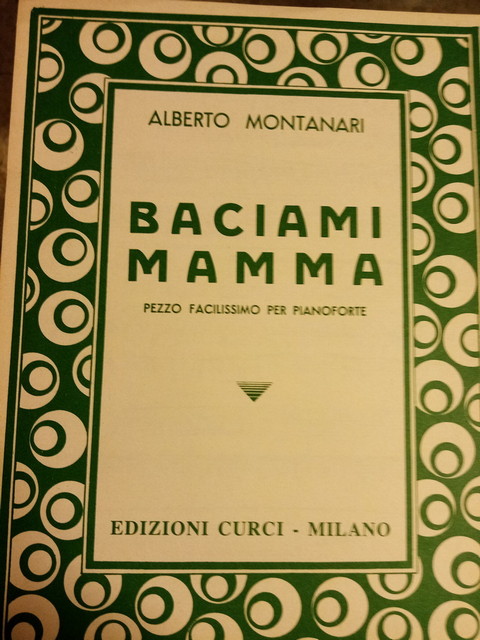 ALBERTO MONTANARI
BACIAMI
MAMMA
PEZZO FACILISSIMO PER PIANOFORTE
EDIZIONI CURCI - MILANO